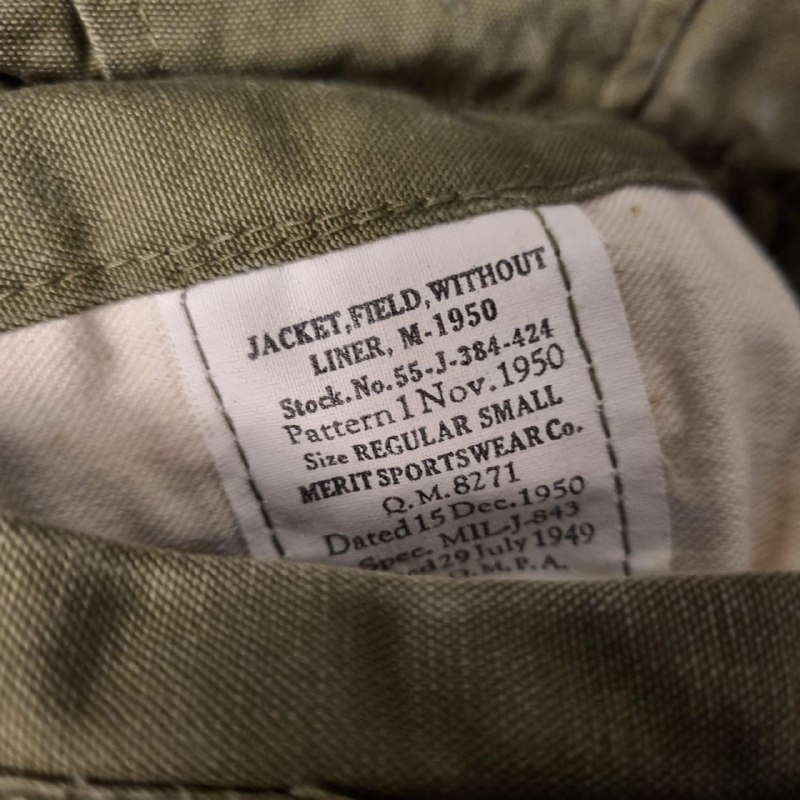 JACKET, FIELD, WITHOUT
LINER, M-1950
Stock. No. 55-J-384-424
Pattern 1 Nov. 1950
Size REGULAR SMALL
MERIT SPORTSWEAR Co.
Q. M. 8271
Dated 15 Dec. 1950
Spec. MIL-J-843
29 July 1949
Q. M. P. A.